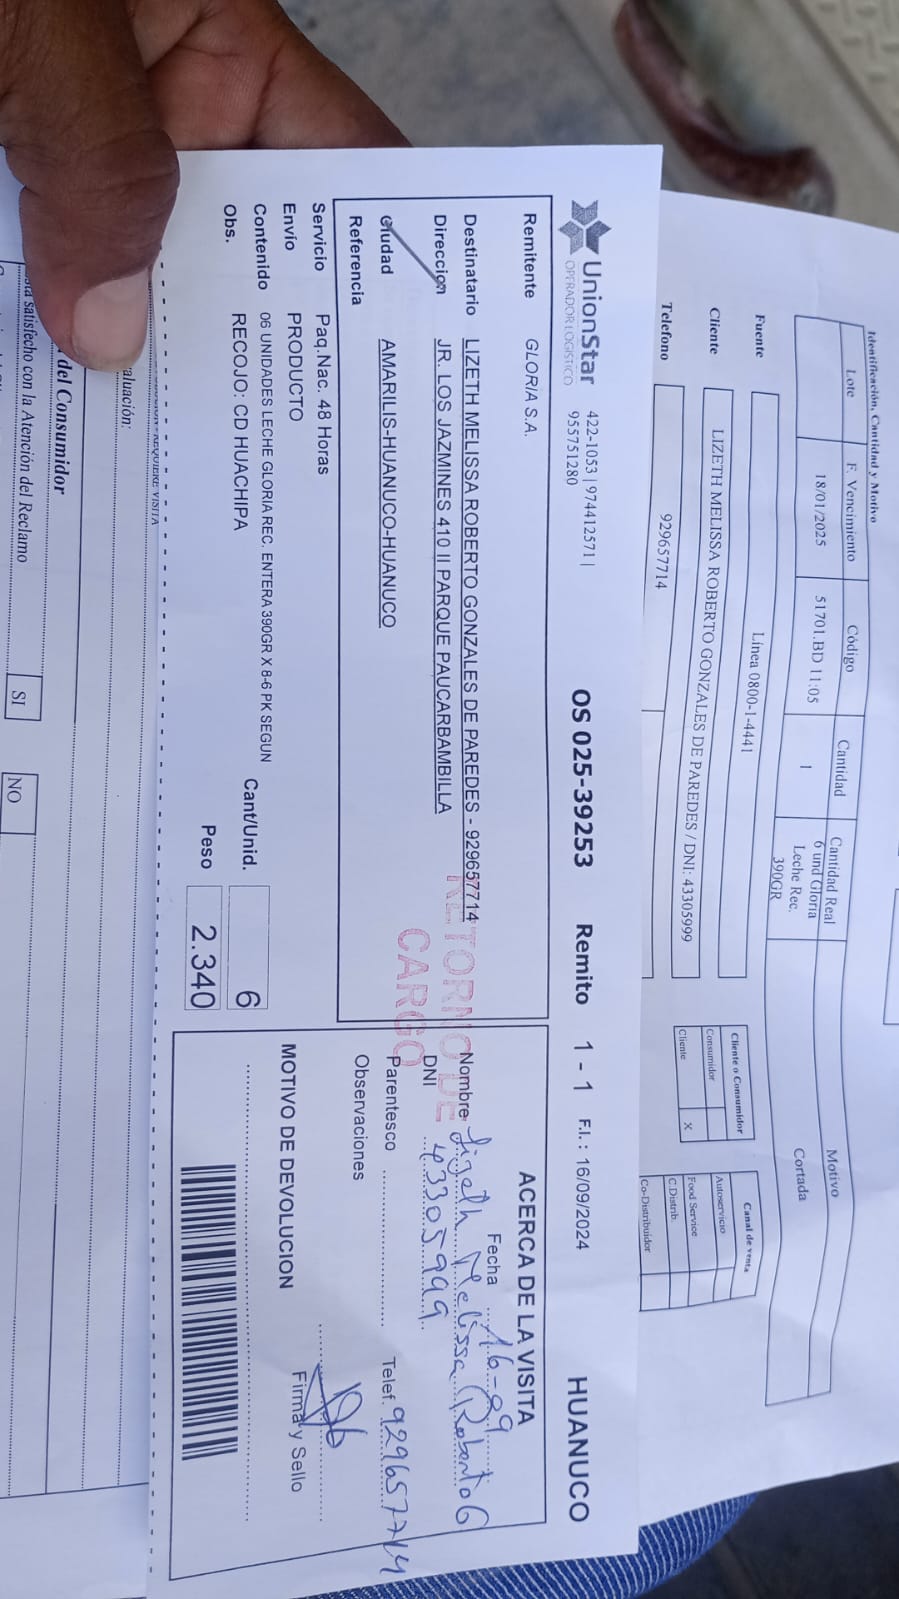 Identificación, Cantidad y Motivo
Lote F. Vencimiento Código Cantidad Cantidad Real Motivo
18/01/2025 51701.BD 11:05 1 6 und Gloria Leche Rec. 390GR Cortada
Fuente Línea 0800-1-4441
Cliente LIZETH MELISSA ROBERTO GONZALES DE PAREDES / DNI: 43305999
Telefono 929657714
Cliente o Consumidor
Consumidor
Cliente X
Canal de venta
Autoservicio
Food Service
C.Distrib.
Co-Distribuidor
UnionStar
OPERADOR LOGISTICO
422-1053 | 974412571 |
955751280
OS 025-39253 Remito 1 - 1 F.I.: 16/09/2024 HUANUCO
Remitente GLORIA S.A.
Destinatario LIZETH MELISSA ROBERTO GONZALES DE PAREDES - 929657714
Direccion JR. LOS JAZMINES 410 II PARQUE PAUCARBAMBILLA
Ciudad AMARILIS-HUANUCO-HUANUCO
Referencia
RETORNO DE
CARGO
Servicio Paq.Nac. 48 Horas
Envío PRODUCTO
Contenido 06 UNIDADES LECHE GLORIA REC. ENTERA 390GR X 8-6 PK SEGUN
Obs. RECOJO: CD HUACHIPA
Cant/Unid. 6
Peso 2.340
ACERCA DE LA VISITA
Fecha
Nombre Lizeth Melissa Roberto G
DNI 43305999
Parentesco Telef. 929657714
Observaciones
Firma y Sello
MOTIVO DE DEVOLUCION
REQUIERE VISITA
aluación:
del Consumidor
satisfecho con la Atención del Reclamo SI NO